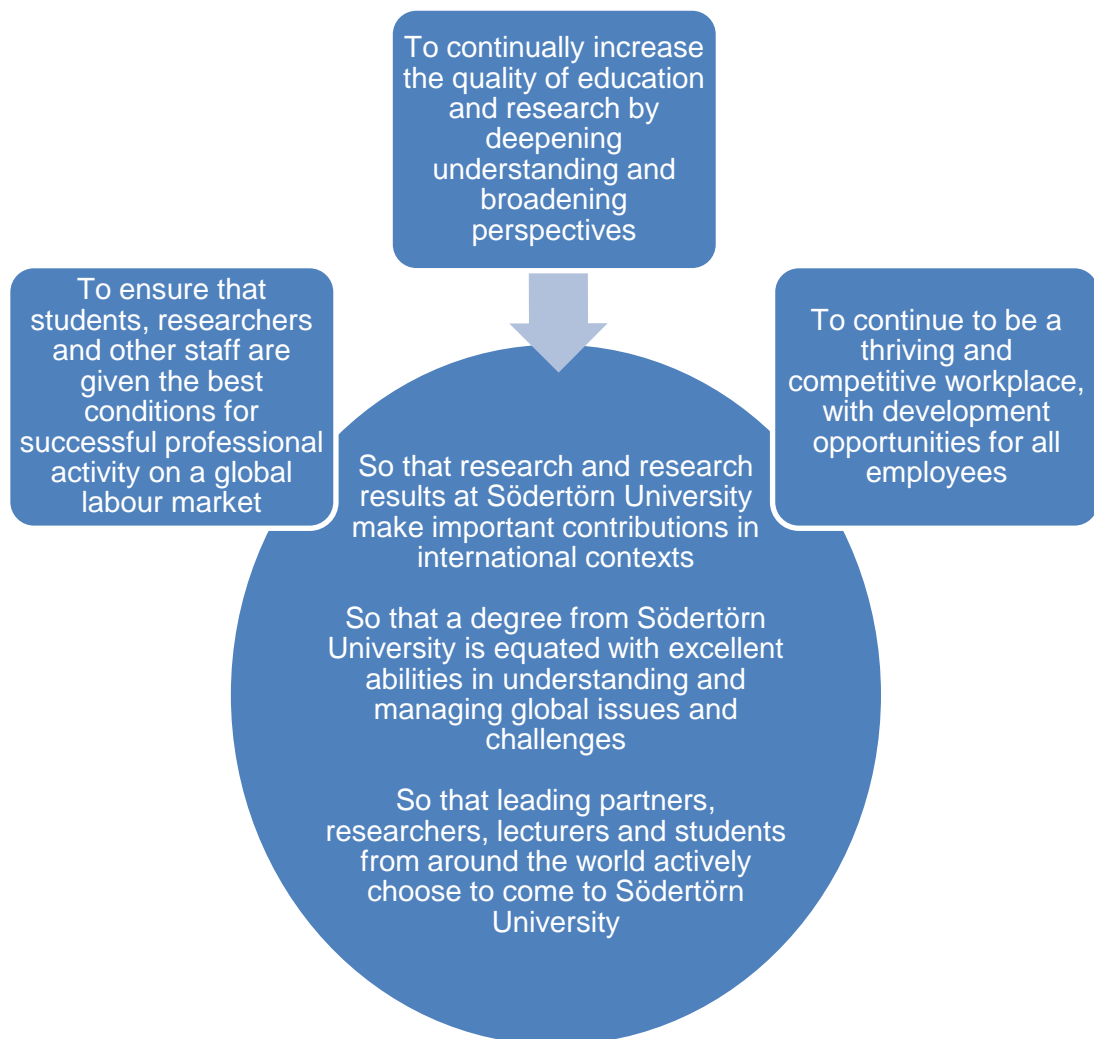 To continually increase
the quality of education
and research by
deepening
understanding and
broadening
perspectives
To ensure that
students, researchers
and other staff are
given the best
conditions for
successful professional
activity on a global
labour market
To continue to be a
thriving and
competitive workplace,
with development
opportunities for all
employees
So that research and research
results at Södertörn University
make important contributions in
international contexts
So that a degree from Södertörn
University is equated with excellent
abilities in understanding and
managing global issues and
challenges
So that leading partners,
researchers, lecturers and students
from around the world actively
choose to come to Södertörn
University